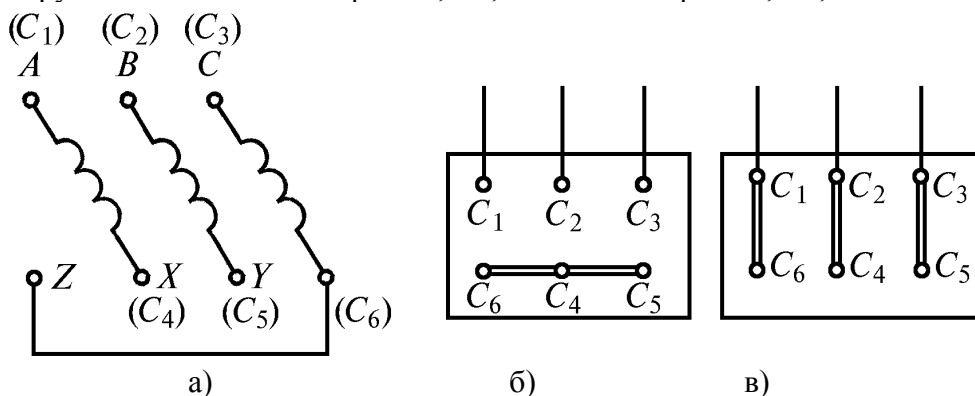 (C₁) (C₂) (C₃)
A B C
C₁ C₂ C₃
C₁ C₂ C₃
Z X Y
(C₄) (C₅) (C₆)
C₆ C₄ C₅
C₆ C₄ C₅
а) б) в)